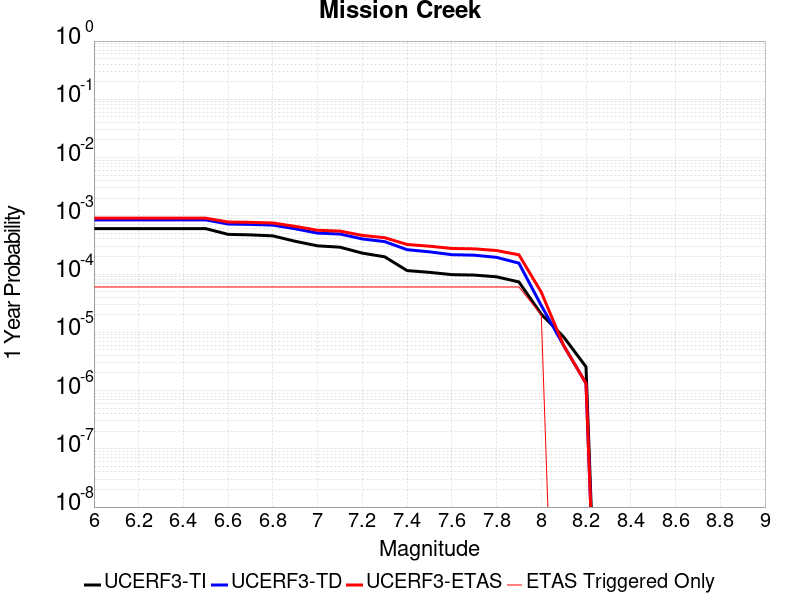 Mission Creek
1 Year Probability
10^0
10^-1
10^-2
10^-3
10^-4
10^-5
10^-6
10^-7
10^-8
6 6.2 6.4 6.6 6.8 7 7.2 7.4 7.6 7.8 8 8.2 8.4 8.6 8.8 9
Magnitude
UCERF3-TI UCERF3-TD UCERF3-ETAS ETAS Triggered Only